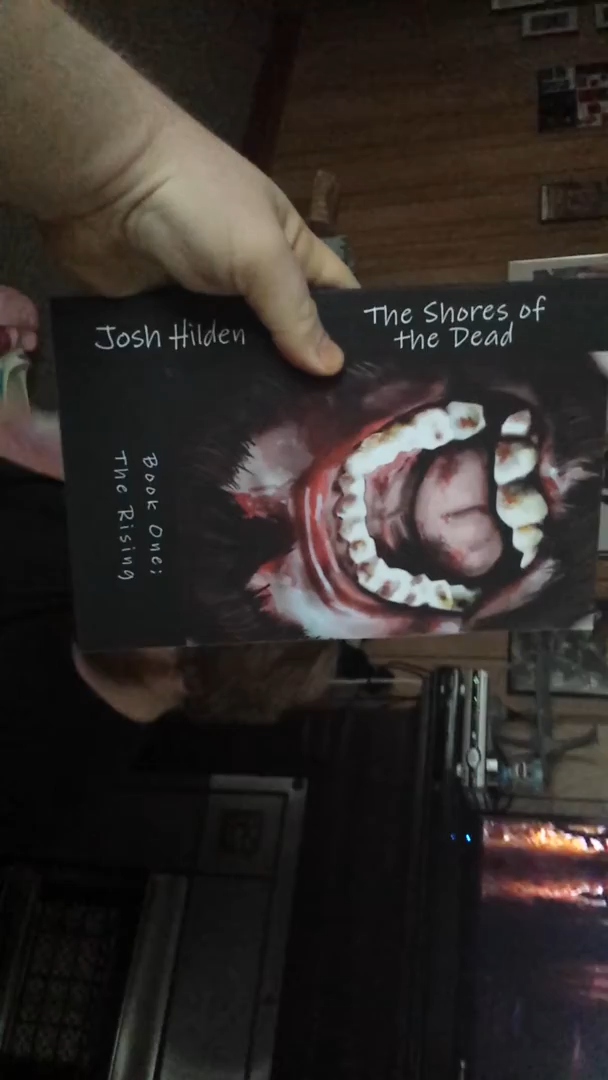 The Shores of
the Dead
Josh Hilden
Book One:
The Rising